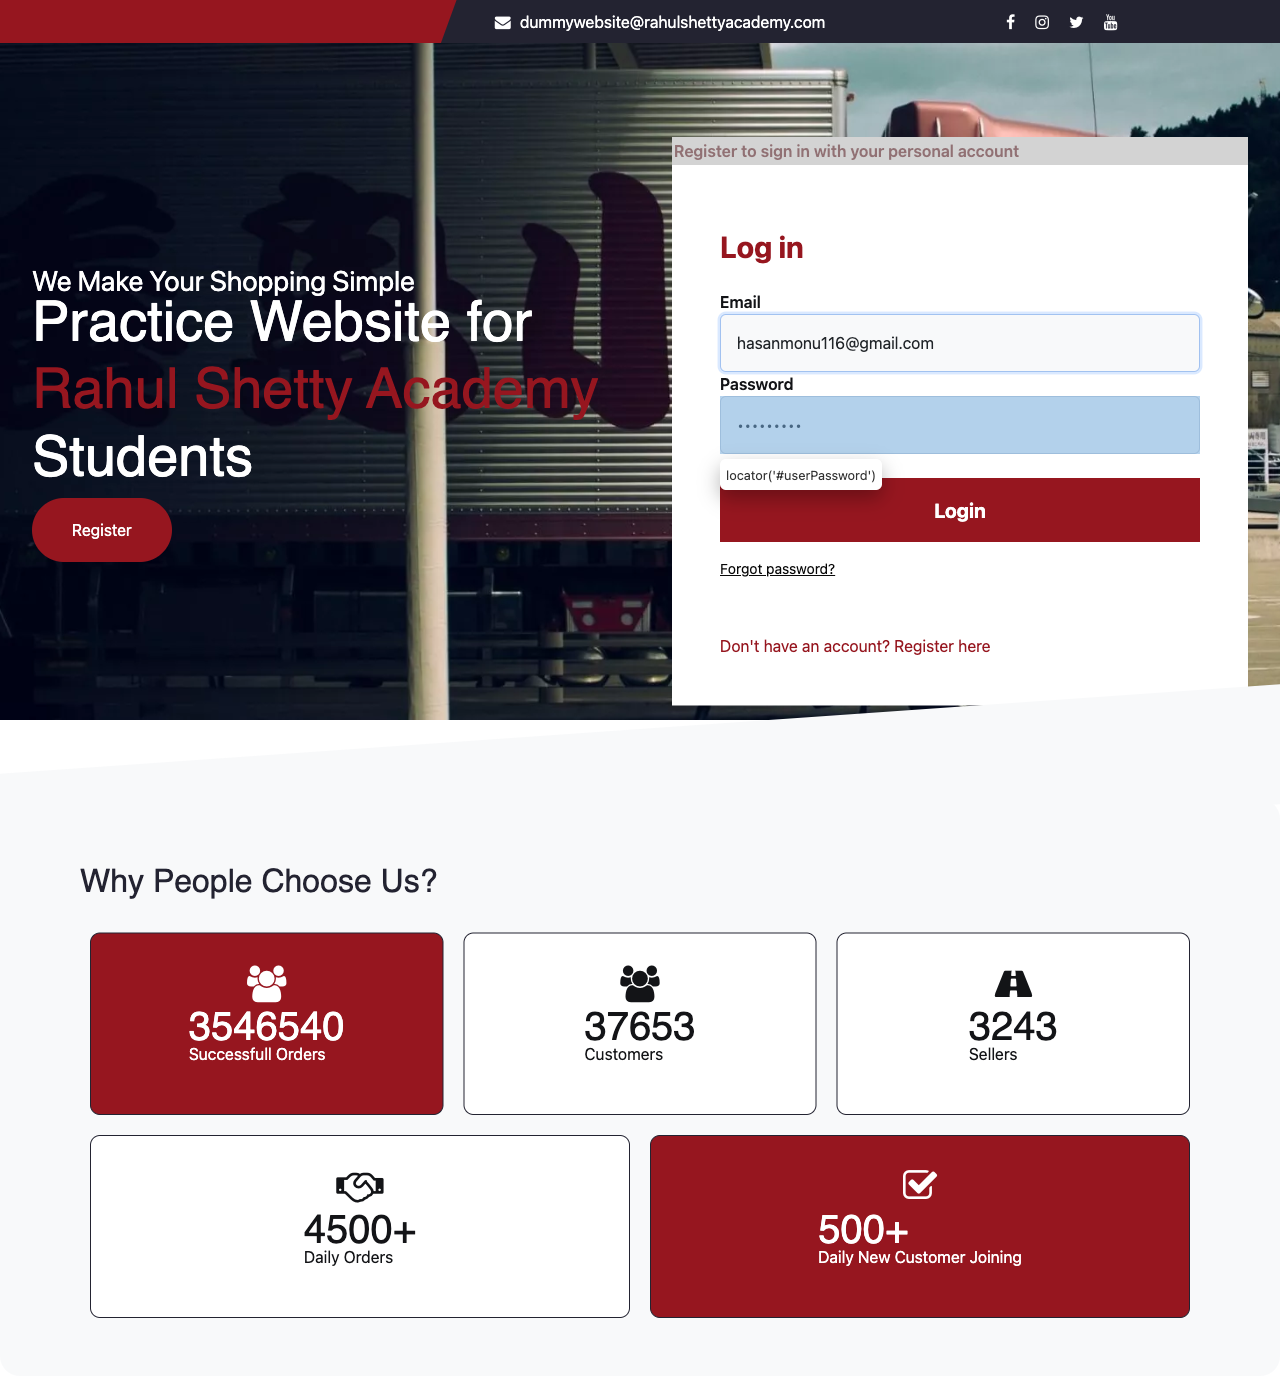 dummywebsite@rahulshettyacademy.com
Register to sign in with your personal account
We Make Your Shopping Simple
Practice Website for
Rahul Shetty Academy
Students
Register
Log in
Email
hasanmonu116@gmail.com
Password
•••••••••
locator('#userPassword')
Login
Forgot password?
Don't have an account? Register here
Why People Choose Us?
3546540
Successfull Orders
37653
Customers
3243
Sellers
4500+
Daily Orders
500+
Daily New Customer Joining